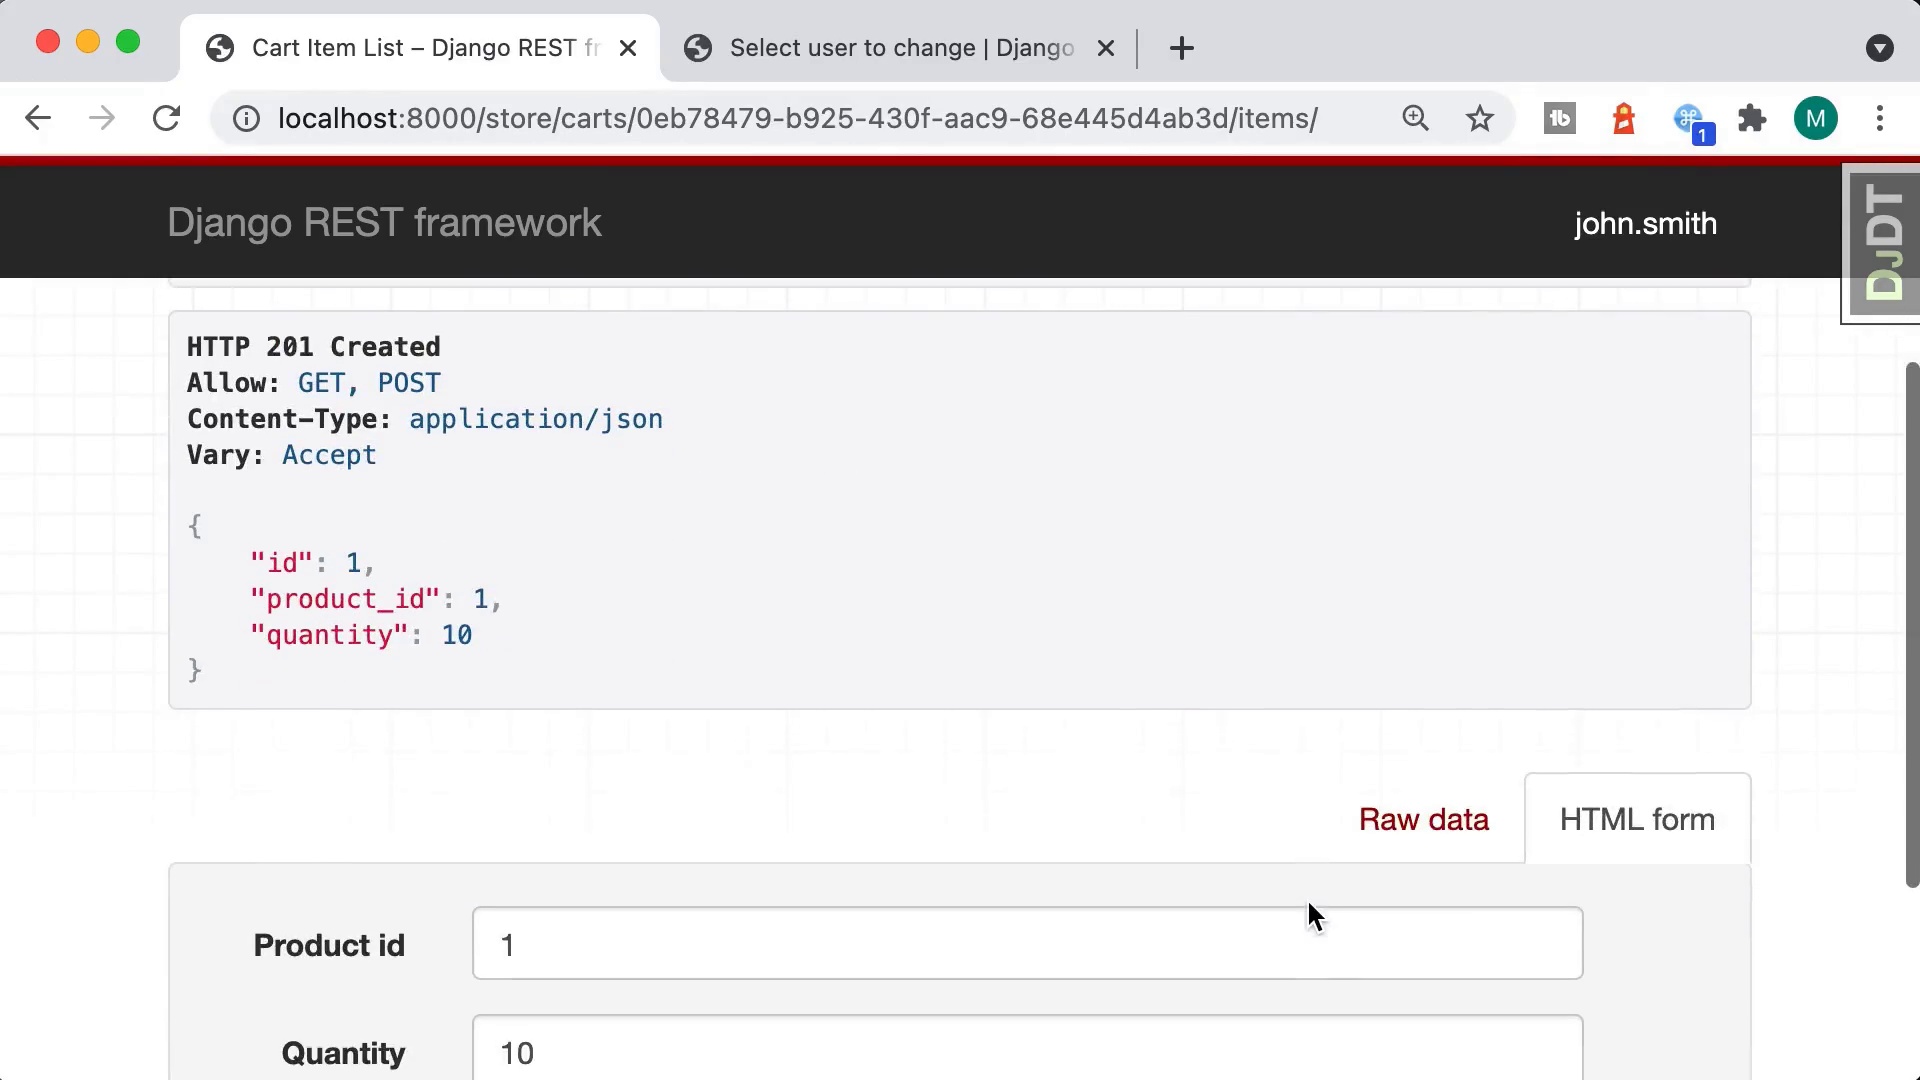 Cart Item List – Django REST fr
Select user to change | Django
localhost:8000/store/carts/0eb78479-b925-430f-aac9-68e445d4ab3d/items/
1
M
Django REST framework
john.smith
DJDT
HTTP 201 Created
Allow: GET, POST
Content-Type: application/json
Vary: Accept
{
"id": 1,
"product_id": 1,
"quantity": 10
}
Raw data
HTML form
Product id
1
Quantity
10